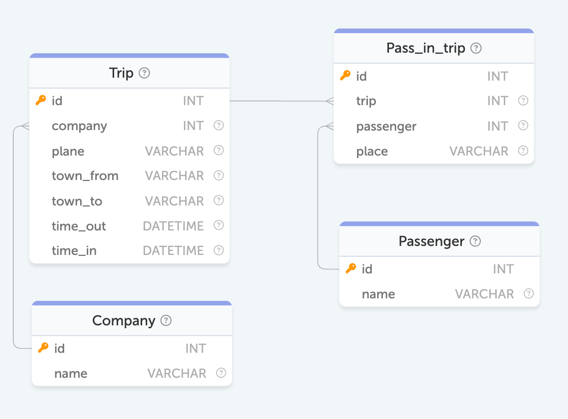 Trip
id INT
company INT
plane VARCHAR
town_from VARCHAR
town_to VARCHAR
time_out DATETIME
time_in DATETIME
Pass_in_trip
id INT
trip INT
passenger INT
place VARCHAR
Passenger
id INT
name VARCHAR
Company
id INT
name VARCHAR